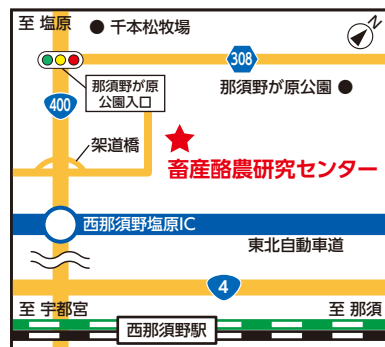 至 塩原
● 千本松牧場
N
308
那須野が原
公園入口
那須野が原公園 ●
400
架道橋
畜産酪農研究センター
西那須野塩原IC
東北自動車道
4
至 宇都宮
至 那須
西那須野駅